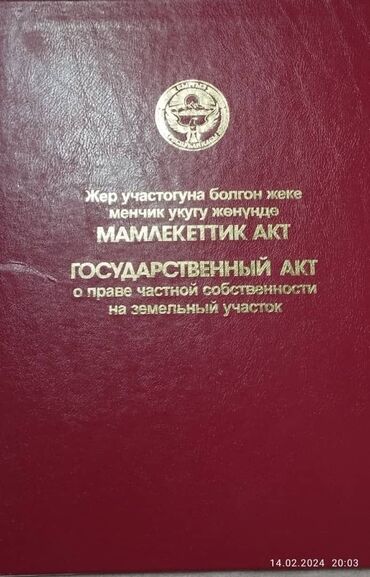 Жер участогуна болгон жеке
менчик укугу жөнүндө
МАМЛЕКЕТТИК АКТ
ГОСУДАРСТВЕННЫЙ АКТ
о праве частной собственности
на земельный участок
14.02.2024 20:03